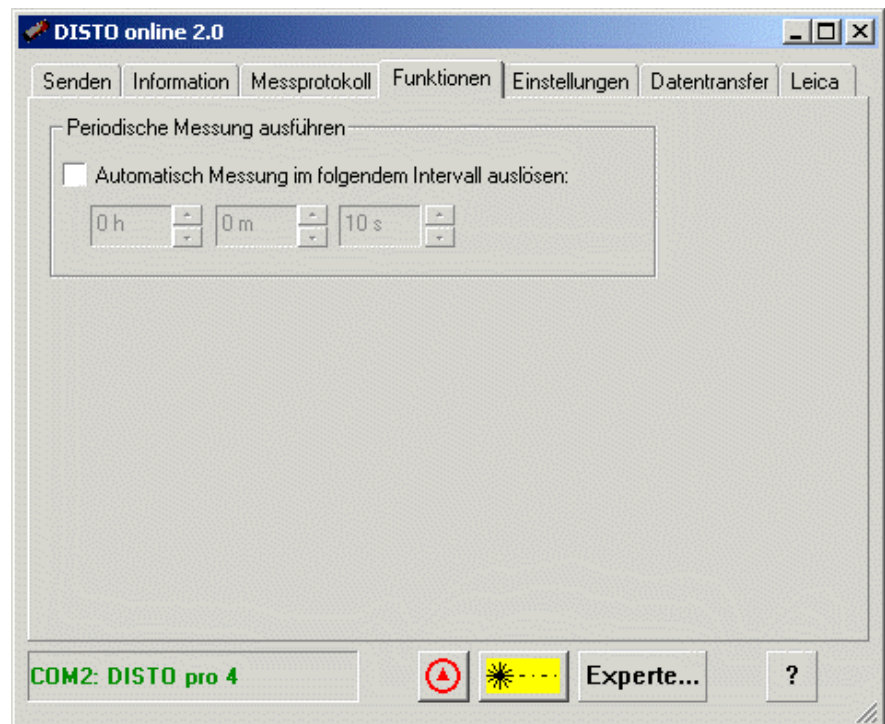 DISTO online 2.0
Senden Information Messprotokoll Funktionen Einstellungen Datentransfer Leica
Periodische Messung ausführen
Automatisch Messung im folgendem Intervall auslösen:
0 h 0 m 10 s
COM2: DISTO pro 4 Experte... ?